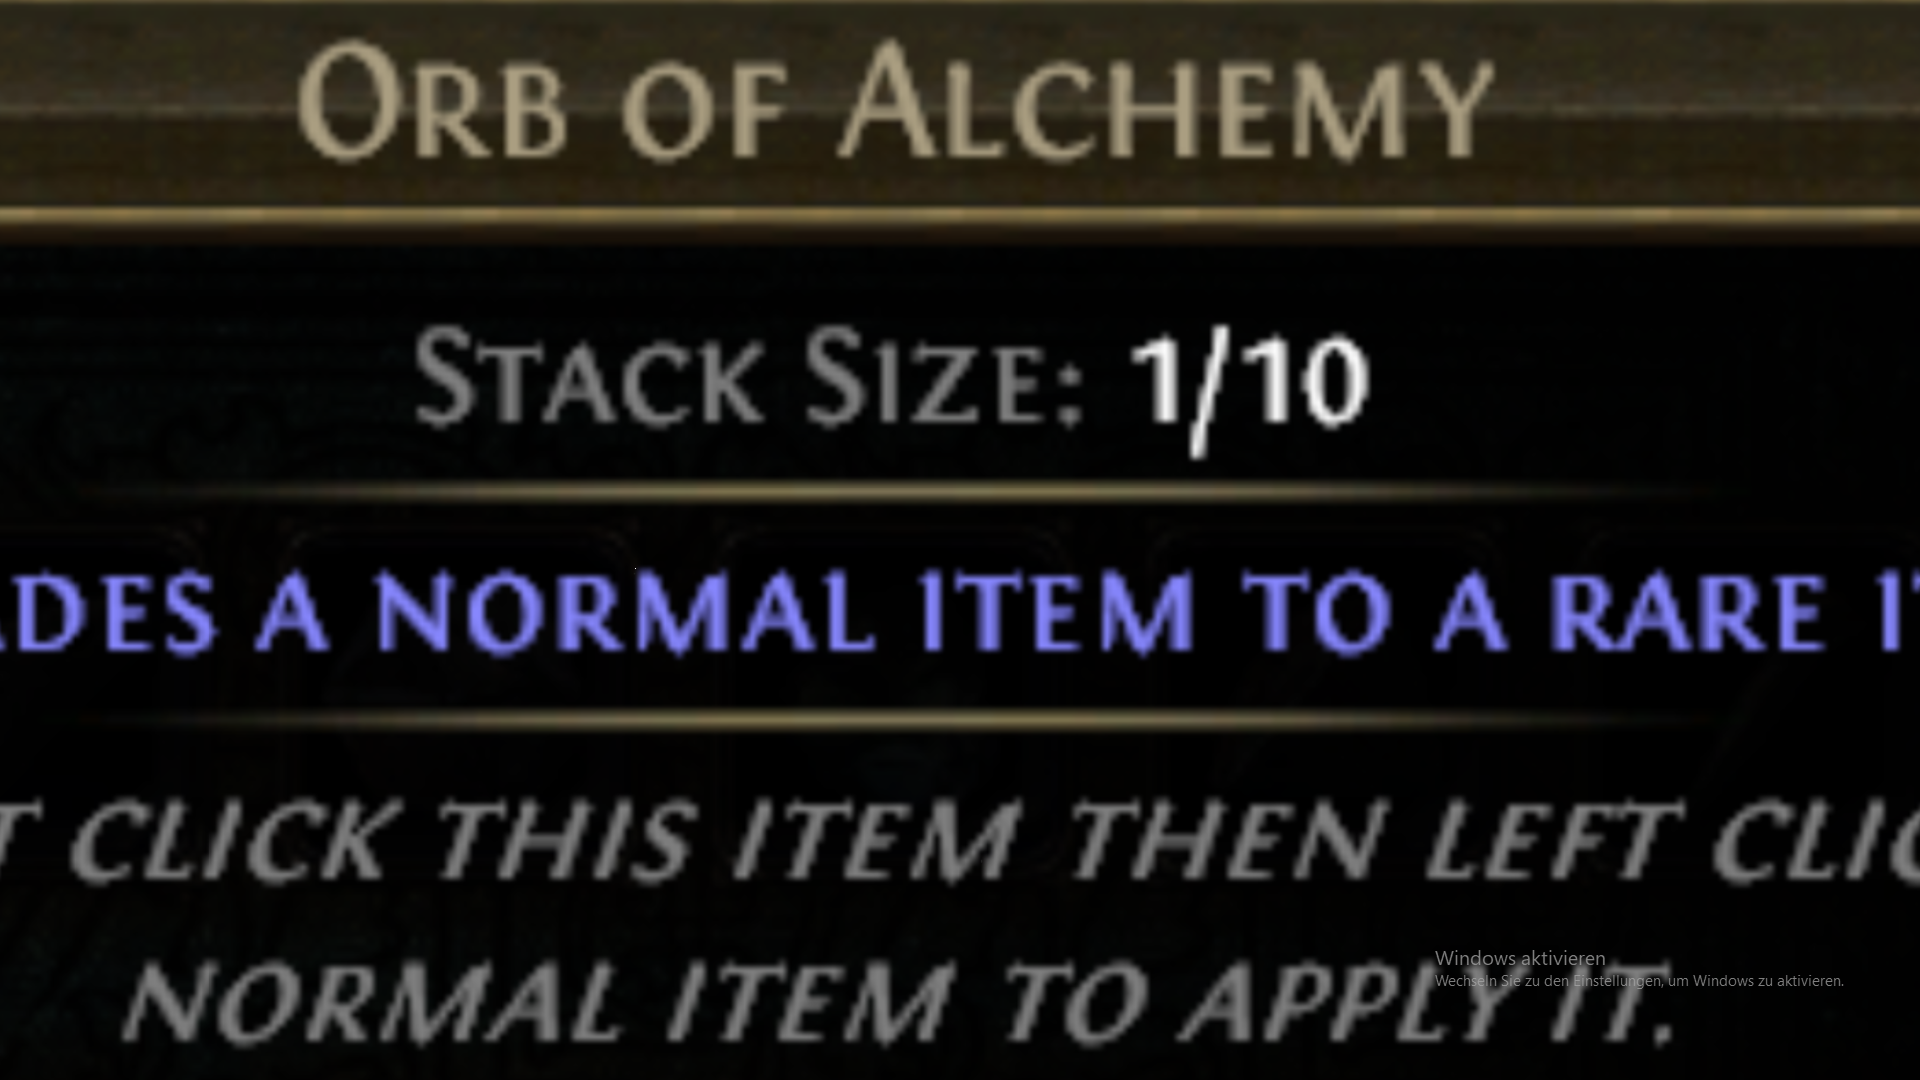 Orb of Alchemy
Stack Size: 1/10
ades a normal item to a rare it
t click this item then left clic
normal item to apply it.
Windows aktivieren
Wechseln Sie zu den Einstellungen, um Windows zu aktivieren.